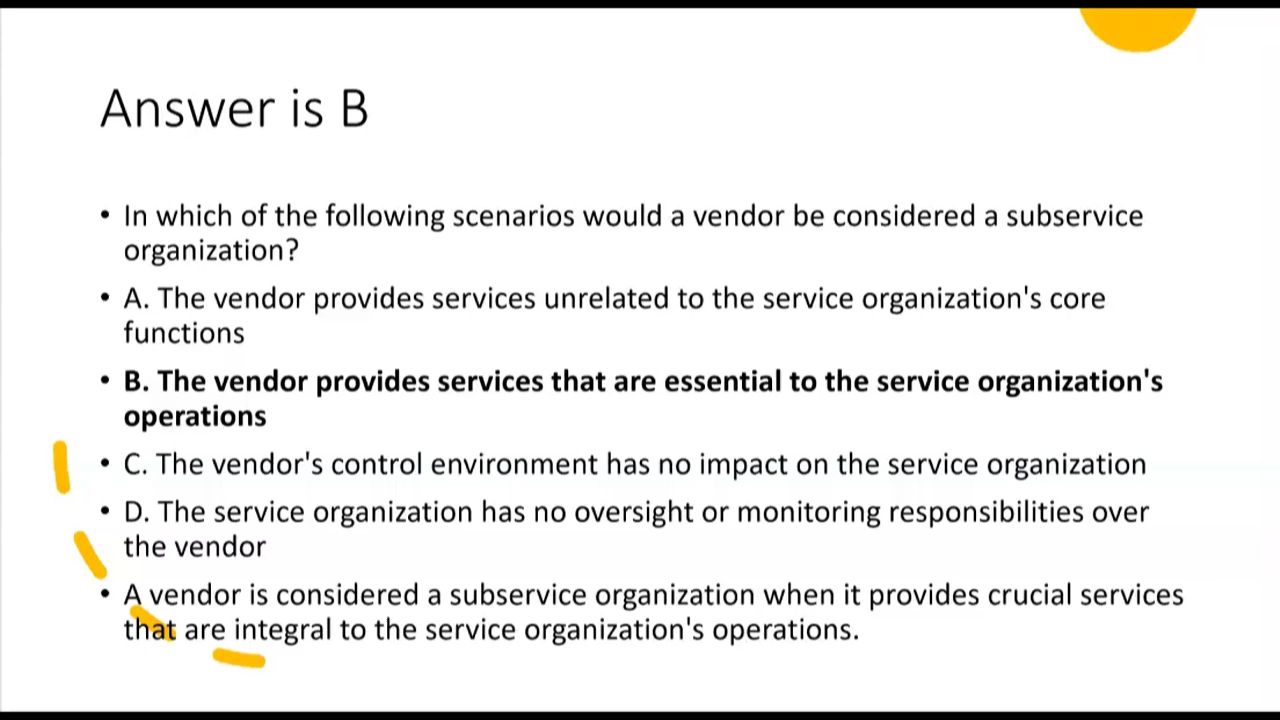 Answer is B
• In which of the following scenarios would a vendor be considered a subservice
organization?
• A. The vendor provides services unrelated to the service organization's core
functions
• B. The vendor provides services that are essential to the service organization's
operations
• C. The vendor's control environment has no impact on the service organization
• D. The service organization has no oversight or monitoring responsibilities over
the vendor
• A vendor is considered a subservice organization when it provides crucial services
that are integral to the service organization's operations.